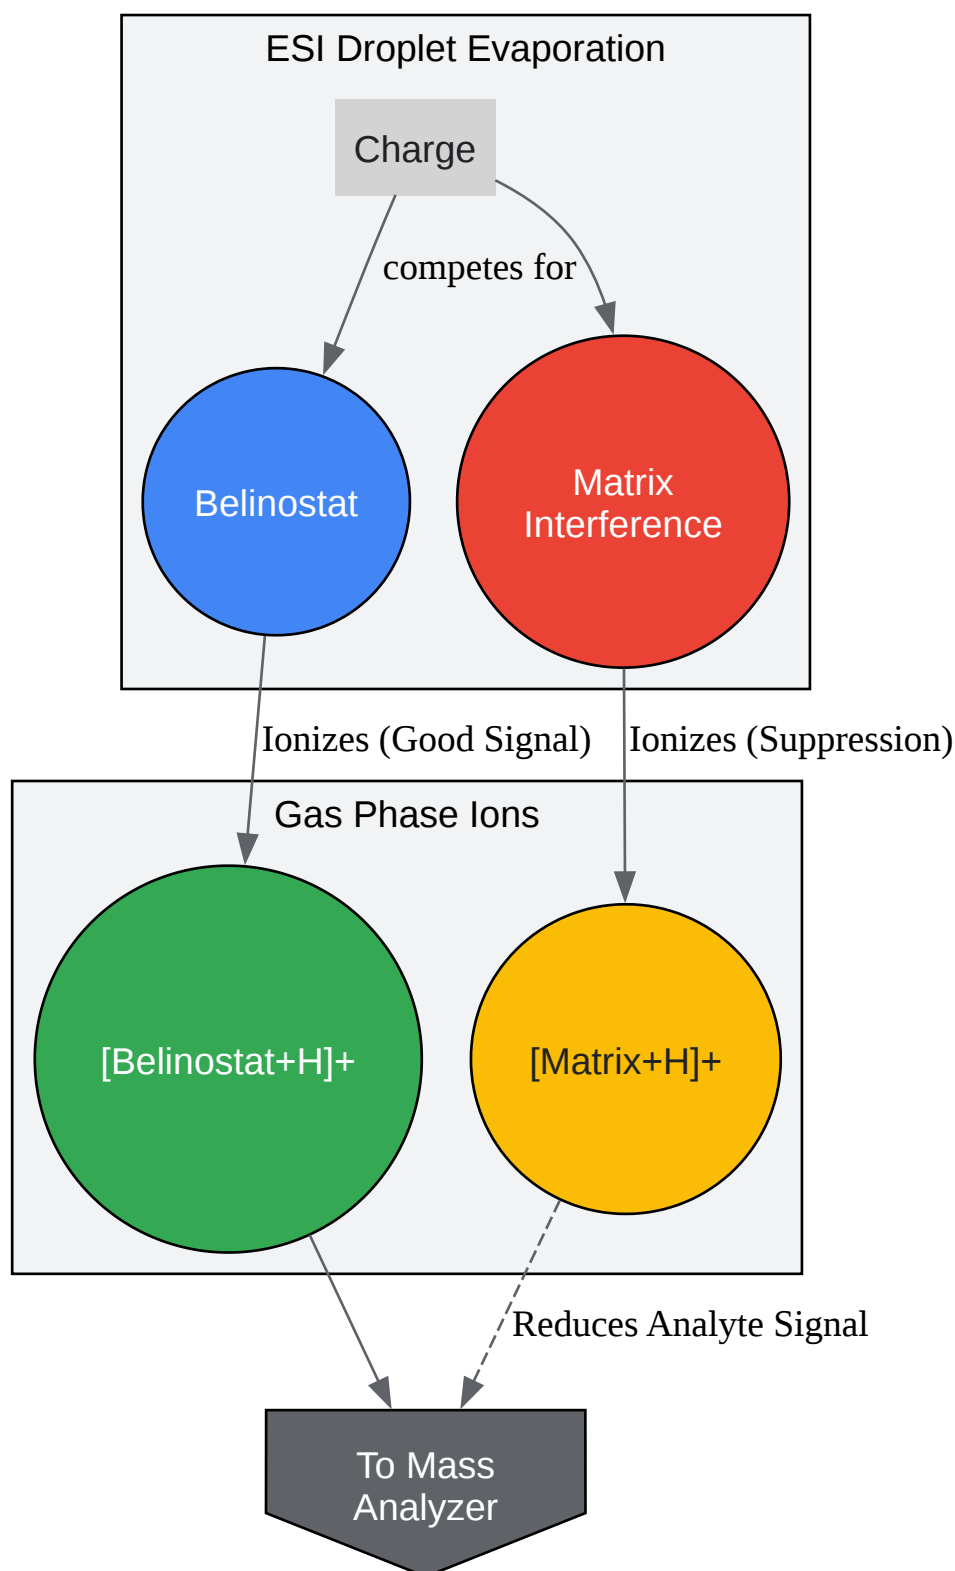 ESI Droplet Evaporation
Charge
competes for
Belinostat
Matrix
Interference
Ionizes (Good Signal)
Ionizes (Suppression)
Gas Phase Ions
[Belinostat+H]+
[Matrix+H]+
Reduces Analyte Signal
To Mass
Analyzer